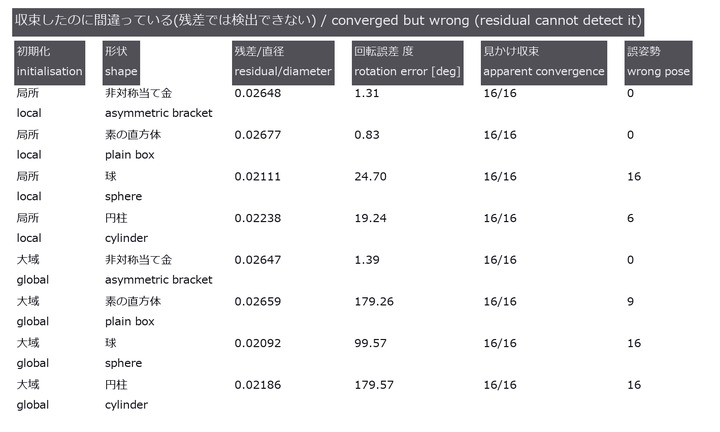 収束したのに間違っている(残差では検出できない) / converged but wrong (residual cannot detect it)
初期化 形状 残差/直径 回転誤差 度 見かけ収束 誤姿勢
initialisation shape residual/diameter rotation error [deg] apparent convergence wrong pose
局所 非対称当て金 0.02648 1.31 16/16 0
local asymmetric bracket
局所 素の直方体 0.02677 0.83 16/16 0
local plain box
局所 球 0.02111 24.70 16/16 16
local sphere
局所 円柱 0.02238 19.24 16/16 6
local cylinder
大域 非対称当て金 0.02647 1.39 16/16 0
global asymmetric bracket
大域 素の直方体 0.02659 179.26 16/16 9
global plain box
大域 球 0.02092 99.57 16/16 16
global sphere
大域 円柱 0.02186 179.57 16/16 16
global cylinder